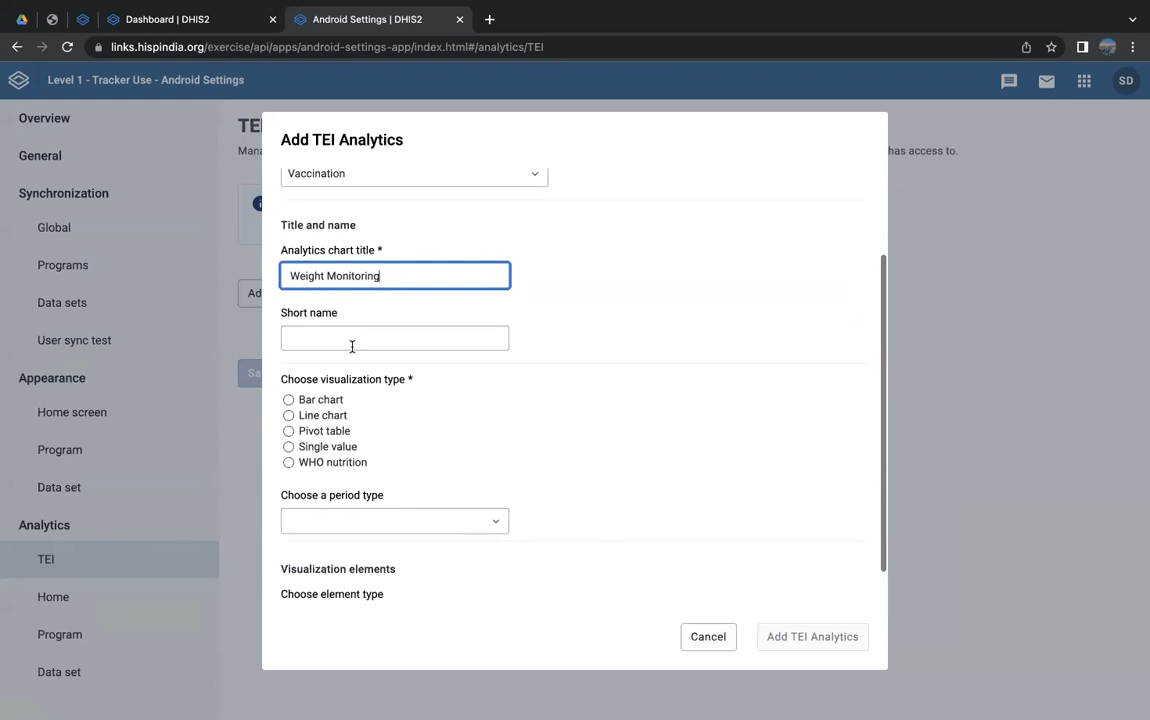 Dashboard | DHIS2
Android Settings | DHIS2
links.hispindia.org/exercise/api/apps/android-settings-app/index.html#/analytics/TEI
Level 1 - Tracker Use - Android Settings
SD
Overview
General
Synchronization
Global
Programs
Data sets
User sync test
Appearance
Home screen
Program
Data set
Analytics
TEI
Home
Program
Data set
TE
Mana
has access to.
Ad
Sa
Add TEI Analytics
Vaccination
Title and name
Analytics chart title *
Weight Monitoring
Short name
Choose visualization type *
Bar chart
Line chart
Pivot table
Single value
WHO nutrition
Choose a period type
Visualization elements
Choose element type
Cancel
Add TEI Analytics